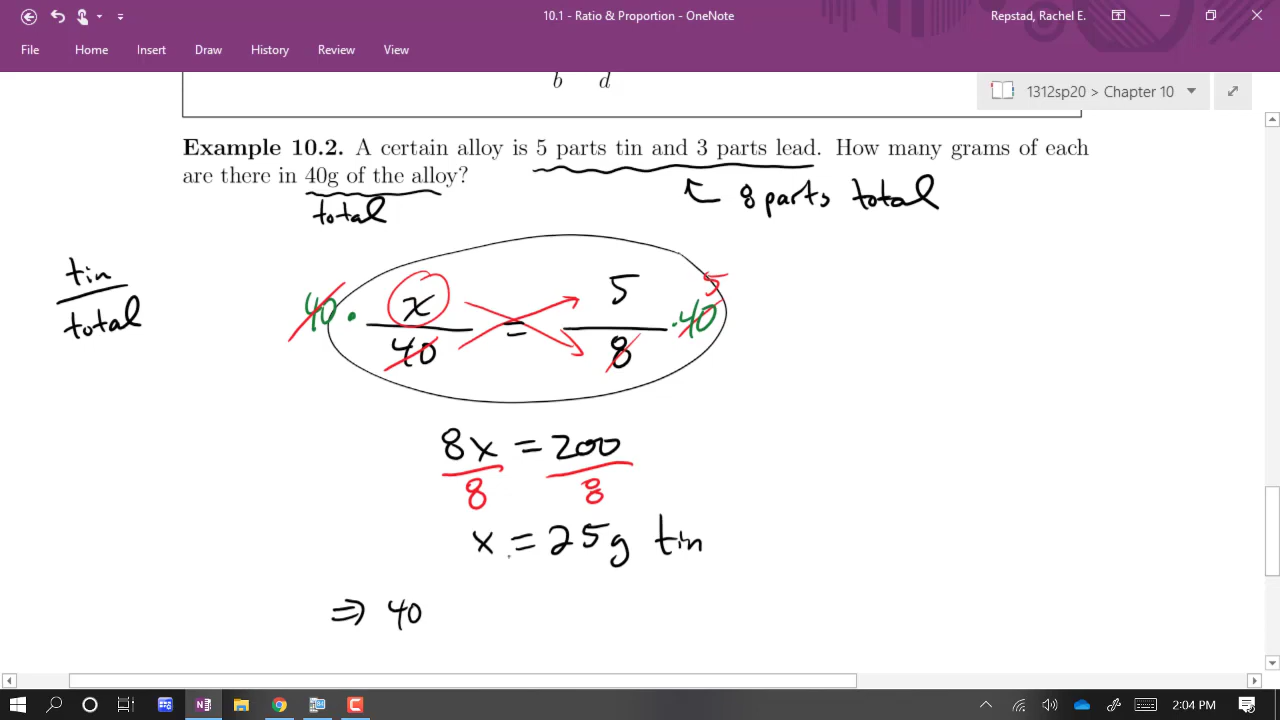 10.1 - Ratio & Proportion - OneNote
Repstad, Rachel E.
File Home Insert Draw History Review View
1312sp20 > Chapter 10
b d
Example 10.2. A certain alloy is 5 parts tin and 3 parts lead. How many grams of each
are there in 40g of the alloy?
8 parts total
total
tin
total
5
40 · x = 5 · 40
40 8
8x = 200
8 8
x = 25g tin
⇒ 40
2:04 PM